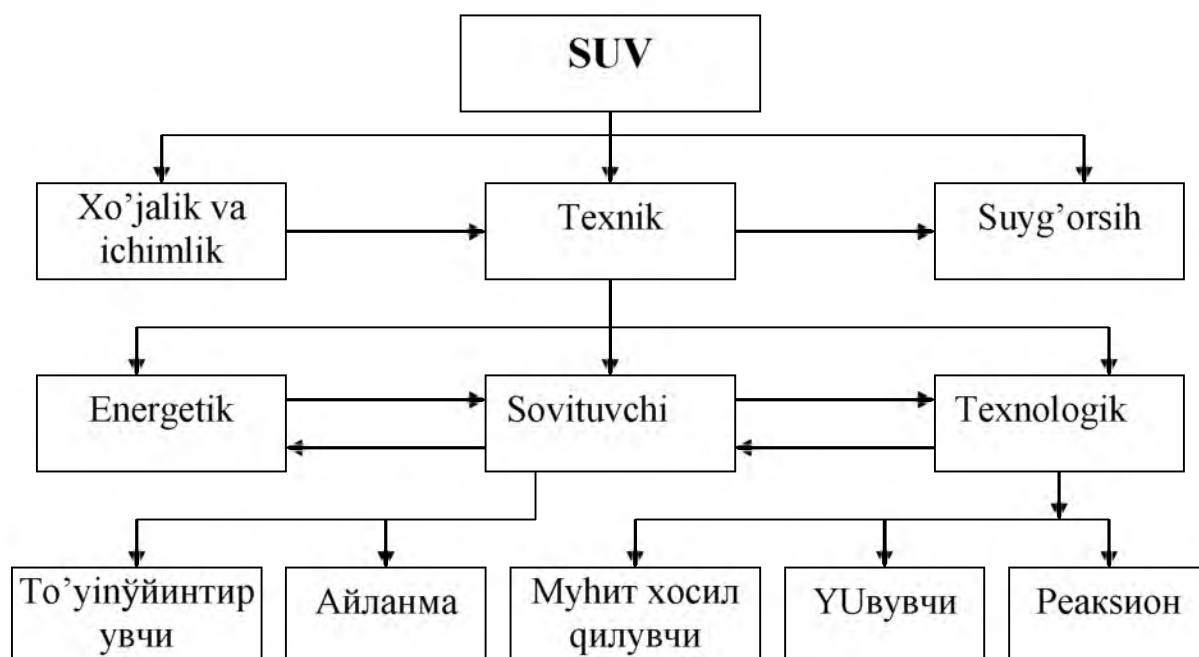 SUV
Xo’jalik va
ichimlik
Texnik
Suyg’orsih
Energetik
Sovituvchi
Texnologik
To’yinўйинтир
увчи
Айланма
Муhит хосил
qилувчи
YUвувчи
Реакsион